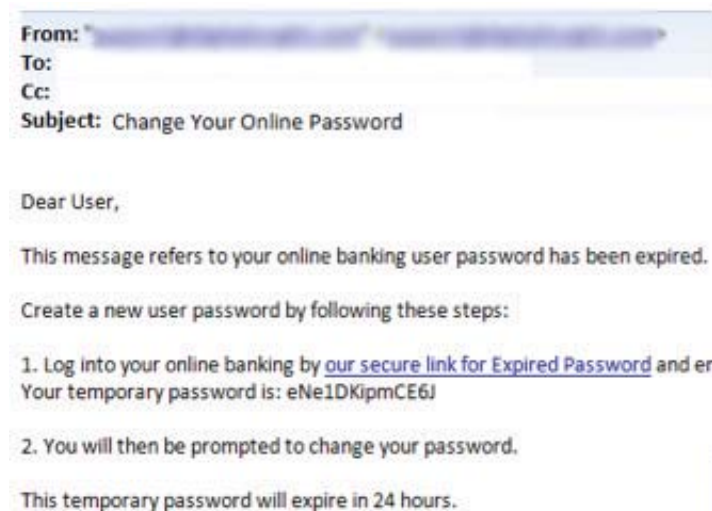 From:
To:
Cc:
Subject: Change Your Online Password
Dear User,
This message refers to your online banking user password has been expired.
Create a new user password by following these steps:
1. Log into your online banking by our secure link for Expired Password and
Your temporary password is: eNe1DKipmCE6J
2. You will then be prompted to change your password.
This temporary password will expire in 24 hours.